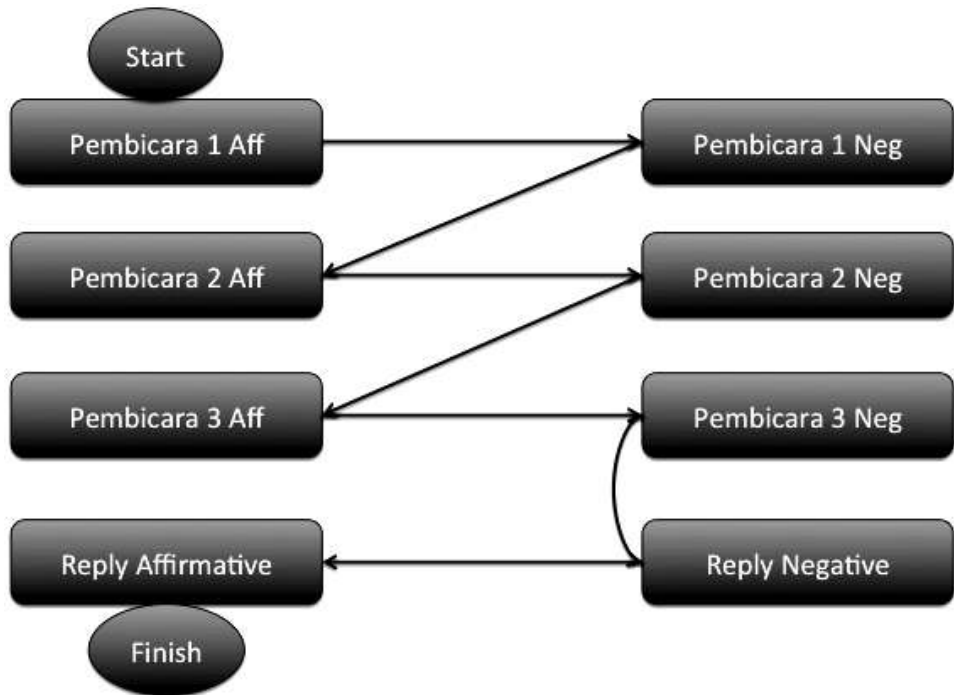 Start
Pembicara 1 Aff
Pembicara 1 Neg
Pembicara 2 Aff
Pembicara 2 Neg
Pembicara 3 Aff
Pembicara 3 Neg
Reply Affirmative
Reply Negative
Finish